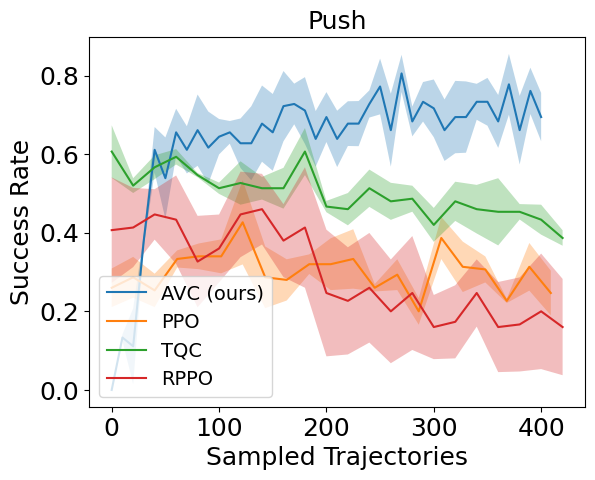 Push
Success Rate
0.8
0.6
0.4
0.2
0.0
AVC (ours)
PPO
TQC
RPPO
0 100 200 300 400
Sampled Trajectories